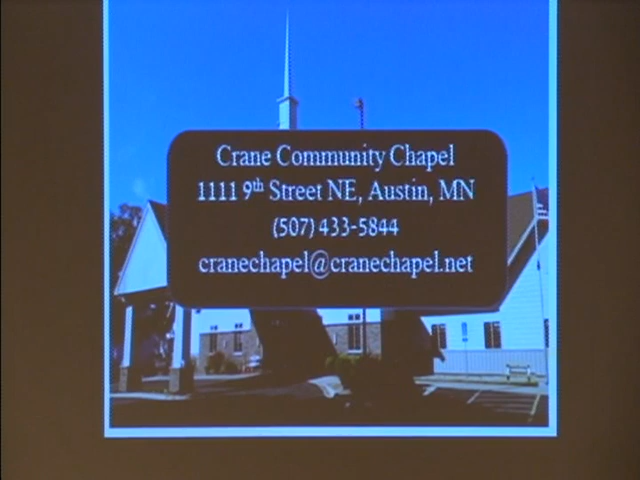 Crane Community Chapel
1111 9th Street NE, Austin, MN
(507) 433-5844
cranechapel@cranechapel.net